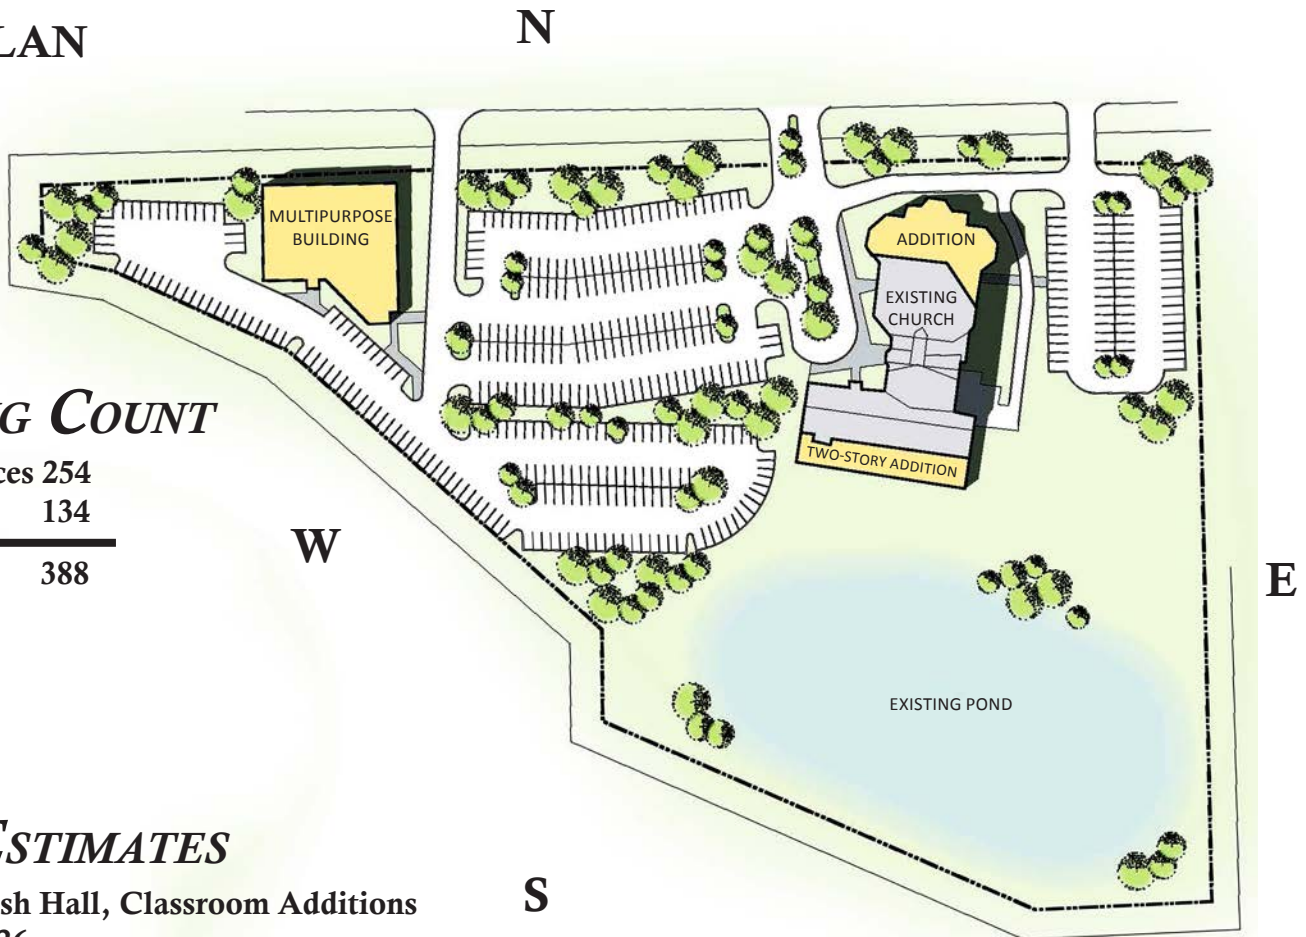 LAN
N
MULTIPURPOSE
BUILDING
ADDITION
EXISTING
CHURCH
TWO-STORY ADDITION
G COUNT
ces 254
134
388
W
E
EXISTING POND
ESTIMATES
sh Hall, Classroom Additions
S